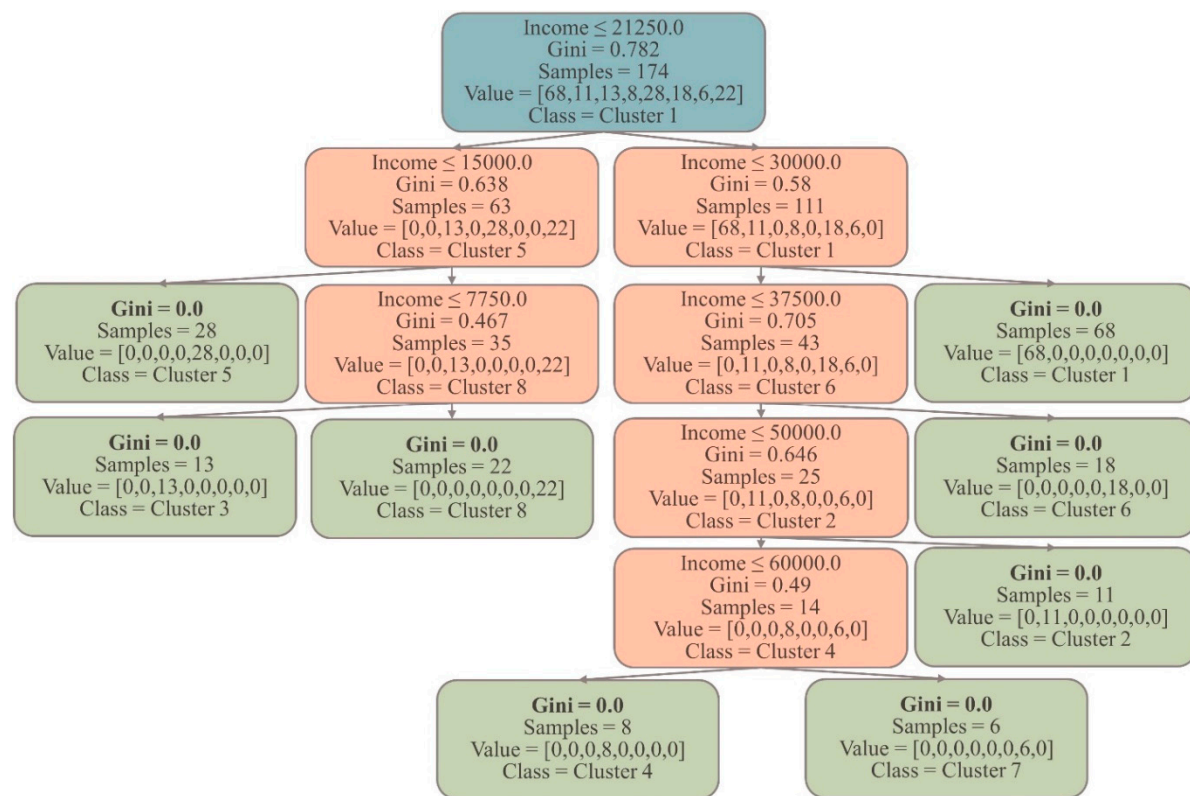 Income ≤ 21250.0
Gini = 0.782
Samples = 174
Value = [68,11,13,8,28,18,6,22]
Class = Cluster 1
Income ≤ 15000.0
Gini = 0.638
Samples = 63
Value = [0,0,13,0,28,0,0,22]
Class = Cluster 5
Income ≤ 30000.0
Gini = 0.58
Samples = 111
Value = [68,11,0,8,0,18,6,0]
Class = Cluster 1
Gini = 0.0
Samples = 28
Value = [0,0,0,0,28,0,0,0]
Class = Cluster 5
Income ≤ 7750.0
Gini = 0.467
Samples = 35
Value = [0,0,13,0,0,0,0,22]
Class = Cluster 8
Income ≤ 37500.0
Gini = 0.705
Samples = 43
Value = [0,11,0,8,0,18,6,0]
Class = Cluster 6
Gini = 0.0
Samples = 68
Value = [68,0,0,0,0,0,0,0]
Class = Cluster 1
Gini = 0.0
Samples = 13
Value = [0,0,13,0,0,0,0,0]
Class = Cluster 3
Gini = 0.0
Samples = 22
Value = [0,0,0,0,0,0,0,22]
Class = Cluster 8
Income ≤ 50000.0
Gini = 0.646
Samples = 25
Value = [0,11,0,8,0,0,6,0]
Class = Cluster 2
Gini = 0.0
Samples = 18
Value = [0,0,0,0,0,18,0,0]
Class = Cluster 6
Income ≤ 60000.0
Gini = 0.49
Samples = 14
Value = [0,0,0,8,0,0,6,0]
Class = Cluster 4
Gini = 0.0
Samples = 11
Value = [0,11,0,0,0,0,0,0]
Class = Cluster 2
Gini = 0.0
Samples = 8
Value = [0,0,0,8,0,0,0,0]
Class = Cluster 4
Gini = 0.0
Samples = 6
Value = [0,0,0,0,0,0,6,0]
Class = Cluster 7